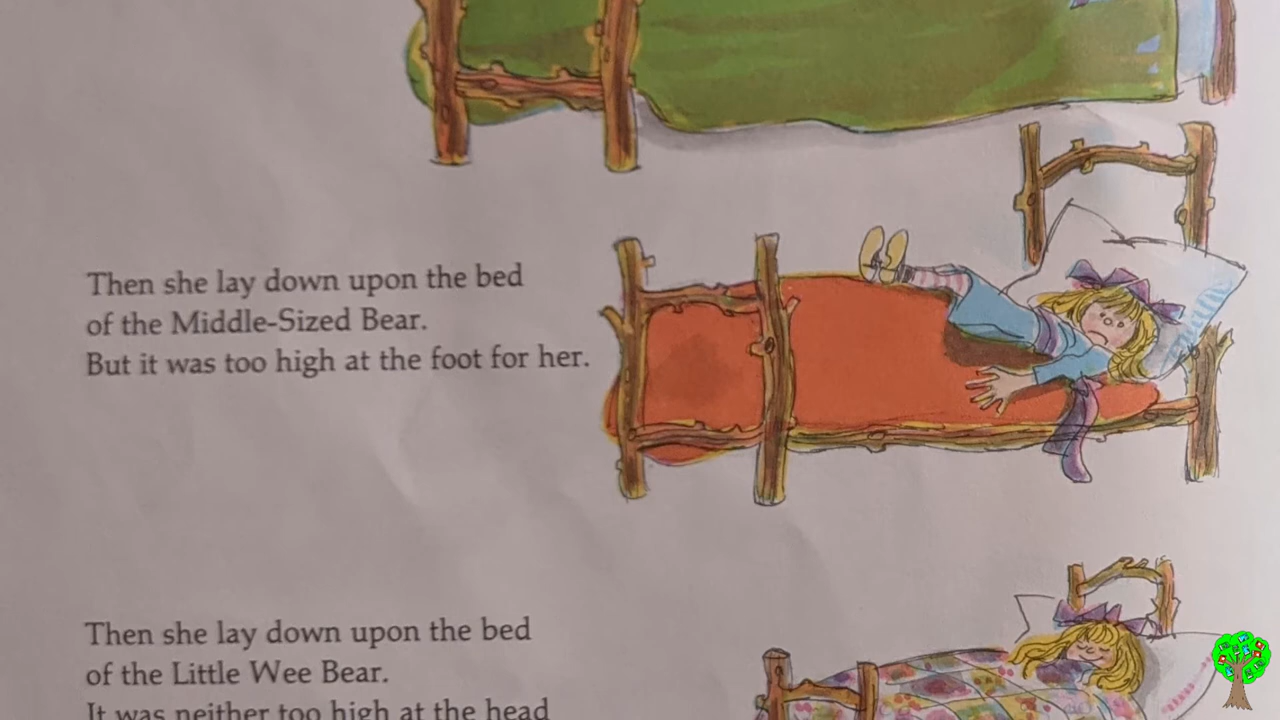 Then she lay down upon the bed
of the Middle-Sized Bear.
But it was too high at the foot for her.
Then she lay down upon the bed
of the Little Wee Bear.
It was neither too high at the head